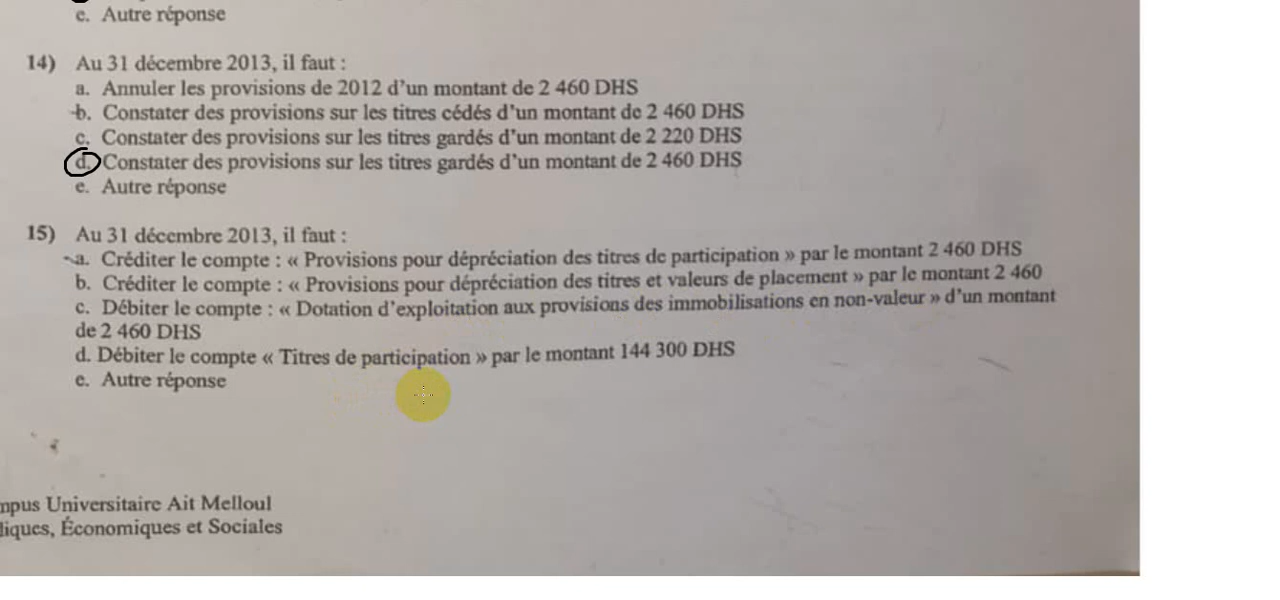 e. Autre réponse
14) Au 31 décembre 2013, il faut :
a. Annuler les provisions de 2012 d'un montant de 2 460 DHS
b. Constater des provisions sur les titres cédés d'un montant de 2 460 DHS
c. Constater des provisions sur les titres gardés d'un montant de 2 220 DHS
d. Constater des provisions sur les titres gardés d'un montant de 2 460 DHS
e. Autre réponse
15) Au 31 décembre 2013, il faut :
a. Créditer le compte : « Provisions pour dépréciation des titres de participation » par le montant 2 460 DHS
b. Créditer le compte : « Provisions pour dépréciation des titres et valeurs de placement » par le montant 2 460
c. Débiter le compte : « Dotation d'exploitation aux provisions des immobilisations en non-valeur » d'un montant
de 2 460 DHS
d. Débiter le compte « Titres de participation » par le montant 144 300 DHS
e. Autre réponse
mpus Universitaire Ait Melloul
diques, Économiques et Sociales